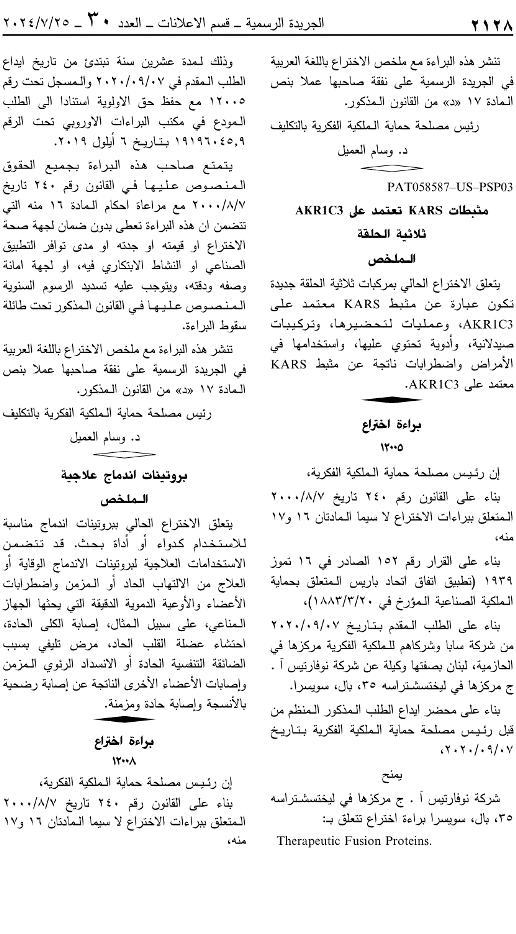 ٢١٢٨
الجريدة الرسمية ـ قسم الاعلانات ـ العدد ٣٠ ـ ٢٠٢٤/٧/٢٥
تنشر هذه البراءة مع ملخص الاختراع باللغة العربية
في الجريدة الرسمية على نفقة صاحبها عملا بنص
المادة ١٧ «د» من القانون المذكور.
رئيس مصلحة حماية الملكية الفكرية بالتكليف
د. وسام العميل
PAT058587–US–PSP03
مثبطات KARS تعتمد على AKR1C3
ثلاثية الحلقة
الملخص
يتعلق الاختراع الحالي بمركبات ثلاثية الحلقة جديدة
تكون عبارة عن مثبط KARS معتمد على
AKR1C3، وعمليات لتحضيرها، وتركيبات
صيدلانية، وأدوية تحتوي عليها، واستخدامها في
الأمراض واضطرابات ناتجة عن مثبط KARS
معتمد على AKR1C3.
براءة اختراع
١٢٠٠٥
إن رئيس مصلحة حماية الملكية الفكرية،
بناء على القانون رقم ٢٤٠ تاريخ ٢٠٠٠/٨/٧
المتعلق ببراءات الاختراع لا سيما المادتان ١٦ و١٧
منه،
بناء على القرار رقم ١٥٢ الصادر في ١٦ تموز
١٩٣٩ (تطبيق اتفاق اتحاد باريس المتعلق بحماية
الملكية الصناعية المؤرخ في ١٨٨٣/٣/٢٠)،
بناء على الطلب المقدم بتاريخ ٢٠٢٠/٠٩/٠٧
من شركة سابا وشركاهم للملكية الفكرية مركزها في
الحازمية، لبنان بصفتها وكيلة عن شركة نوفارتيس آ .
ج مركزها في ليختسشتراسه ٣٥، بال، سويسرا.
بناء على محضر ايداع الطلب المذكور المنظم من
قبل رئيس مصلحة حماية الملكية الفكرية بتاريخ
٢٠٢٠/٠٩/٠٧،
يمنح
شركة نوفارتيس آ . ج مركزها في ليختسشتراسه
٣٥، بال، سويسرا براءة اختراع تتعلق بـ:
Therapeutic Fusion Proteins.
وذلك لمدة عشرين سنة تبتدئ من تاريخ ايداع
الطلب المقدم في ٢٠٢٠/٠٩/٠٧ والمسجل تحت رقم
١٢٠٠٥ مع حفظ حق الاولوية استنادا الى الطلب
المودع في مكتب البراءات الاوروبي تحت الرقم
١٩١٩٦٠٤٥,٩ بتاريخ ٦ أيلول ٢٠١٩.
يتمتع صاحب هذه البراءة بجميع الحقوق
المنصوص عليها في القانون رقم ٢٤٠ تاريخ
٢٠٠٠/٨/٧ مع مراعاة احكام المادة ١٦ منه التي
تتضمن ان هذه البراءة تعطى بدون ضمان لجهة صحة
الاختراع او قيمته او جدته او مدى توافر التطبيق
الصناعي او النشاط الابتكاري فيه، او لجهة امانة
وصفه ودقته، ويتوجب عليه تسديد الرسوم السنوية
المنصوص عليها في القانون المذكور تحت طائلة
سقوط البراءة.
تنشر هذه البراءة مع ملخص الاختراع باللغة العربية
في الجريدة الرسمية على نفقة صاحبها عملا بنص
المادة ١٧ «د» من القانون المذكور.
رئيس مصلحة حماية الملكية الفكرية بالتكليف
د. وسام العميل
بروتينات اندماج علاجية
الملخص
يتعلق الاختراع الحالي ببروتينات اندماج مناسبة
للاستخدام كدواء أو أداة بحث. قد تتضمن
الاستخدامات العلاجية لبروتينات الاندماج الوقاية أو
العلاج من الالتهاب الحاد أو المزمن واضطرابات
الأعضاء والأوعية الدموية الدقيقة التي يحثها الجهاز
المناعي، على سبيل المثال، إصابة الكلى الحادة،
احتشاء عضلة القلب الحاد، مرض تليفي بسبب
الضائقة التنفسية الحادة أو الانسداد الرئوي المزمن
وإصابات الأعضاء الأخرى الناتجة عن إصابة رضحية
بالأنسجة وإصابة حادة ومزمنة.
براءة اختراع
١٢٠٠٨
إن رئيس مصلحة حماية الملكية الفكرية،
بناء على القانون رقم ٢٤٠ تاريخ ٢٠٠٠/٨/٧
المتعلق ببراءات الاختراع لا سيما المادتان ١٦ و١٧
منه،